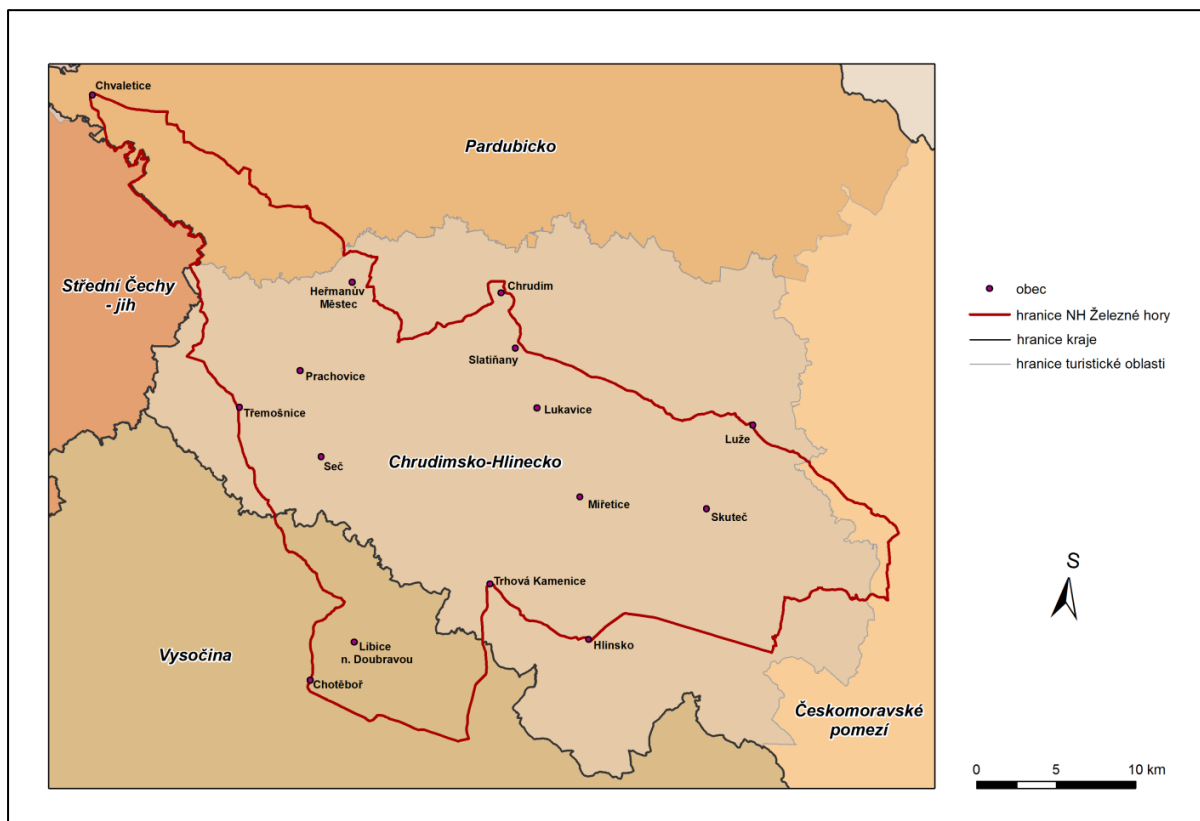 Chvaletice
Pardubicko
Střední Čechy
- jih
Heřmanův
Městec
Chrudim
Slatiňany
Prachovice
Třemošnice
Lukavice
Luže
Seč
Chrudimsko-Hlinecko
Miřetice
Skuteč
Trhová Kamenice
Hlinsko
Vysočina
Libice
n. Doubravou
Chotěboř
Českomoravské
pomezí
obec
hranice NH Železné hory
hranice kraje
hranice turistické oblasti
S
0 5 10 km